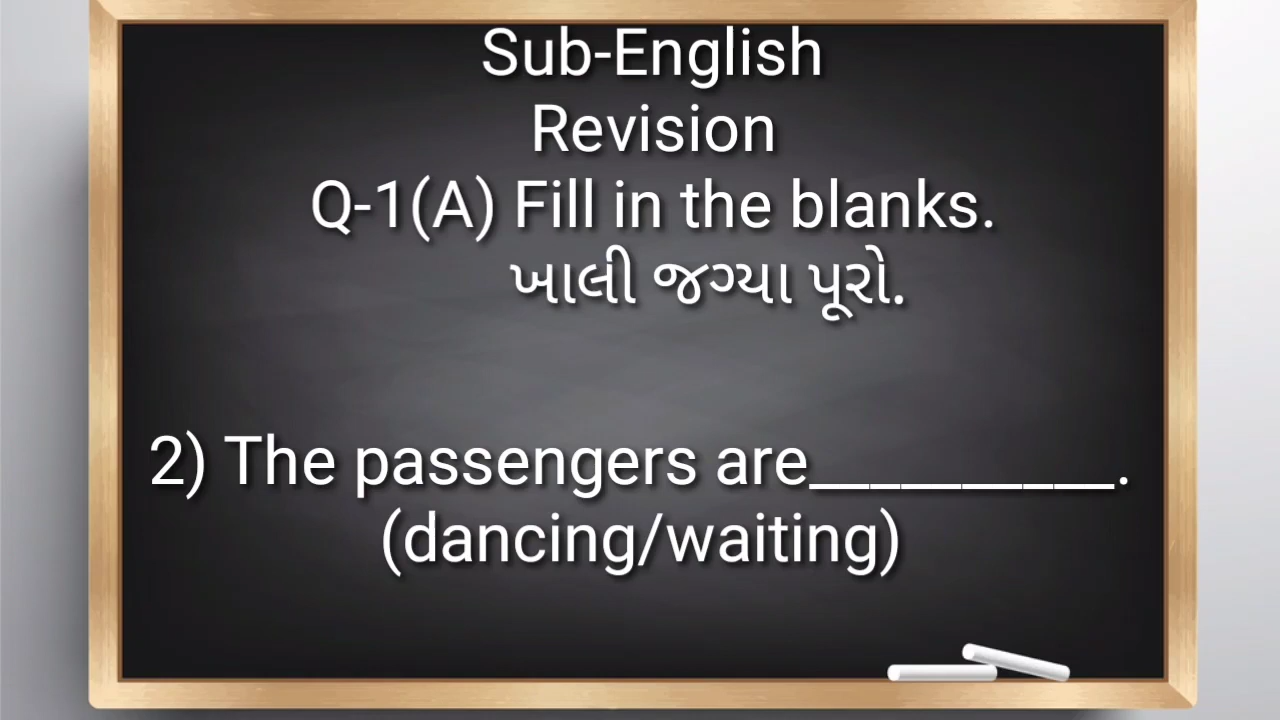 Sub-English
Revision
Q-1(A) Fill in the blanks.
ખાલી જગ્યા પૂરો.
2) The passengers are__________.
(dancing/waiting)